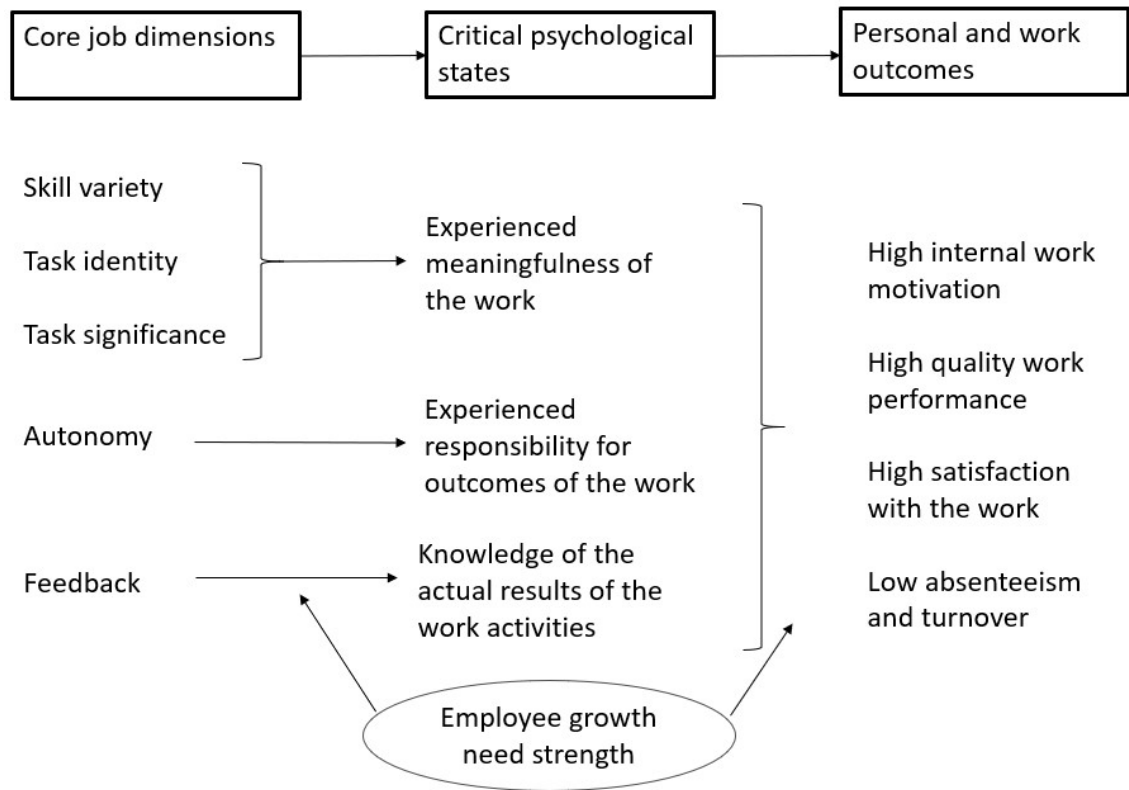 Core job dimensions
Critical psychological
states
Personal and work
outcomes
Skill variety
Task identity
Task significance
Autonomy
Feedback
Experienced
meaningfulness of
the work
Experienced
responsibility for
outcomes of the work
Knowledge of the
actual results of the
work activities
High internal work
motivation
High quality work
performance
High satisfaction
with the work
Low absenteeism
and turnover
Employee growth
need strength